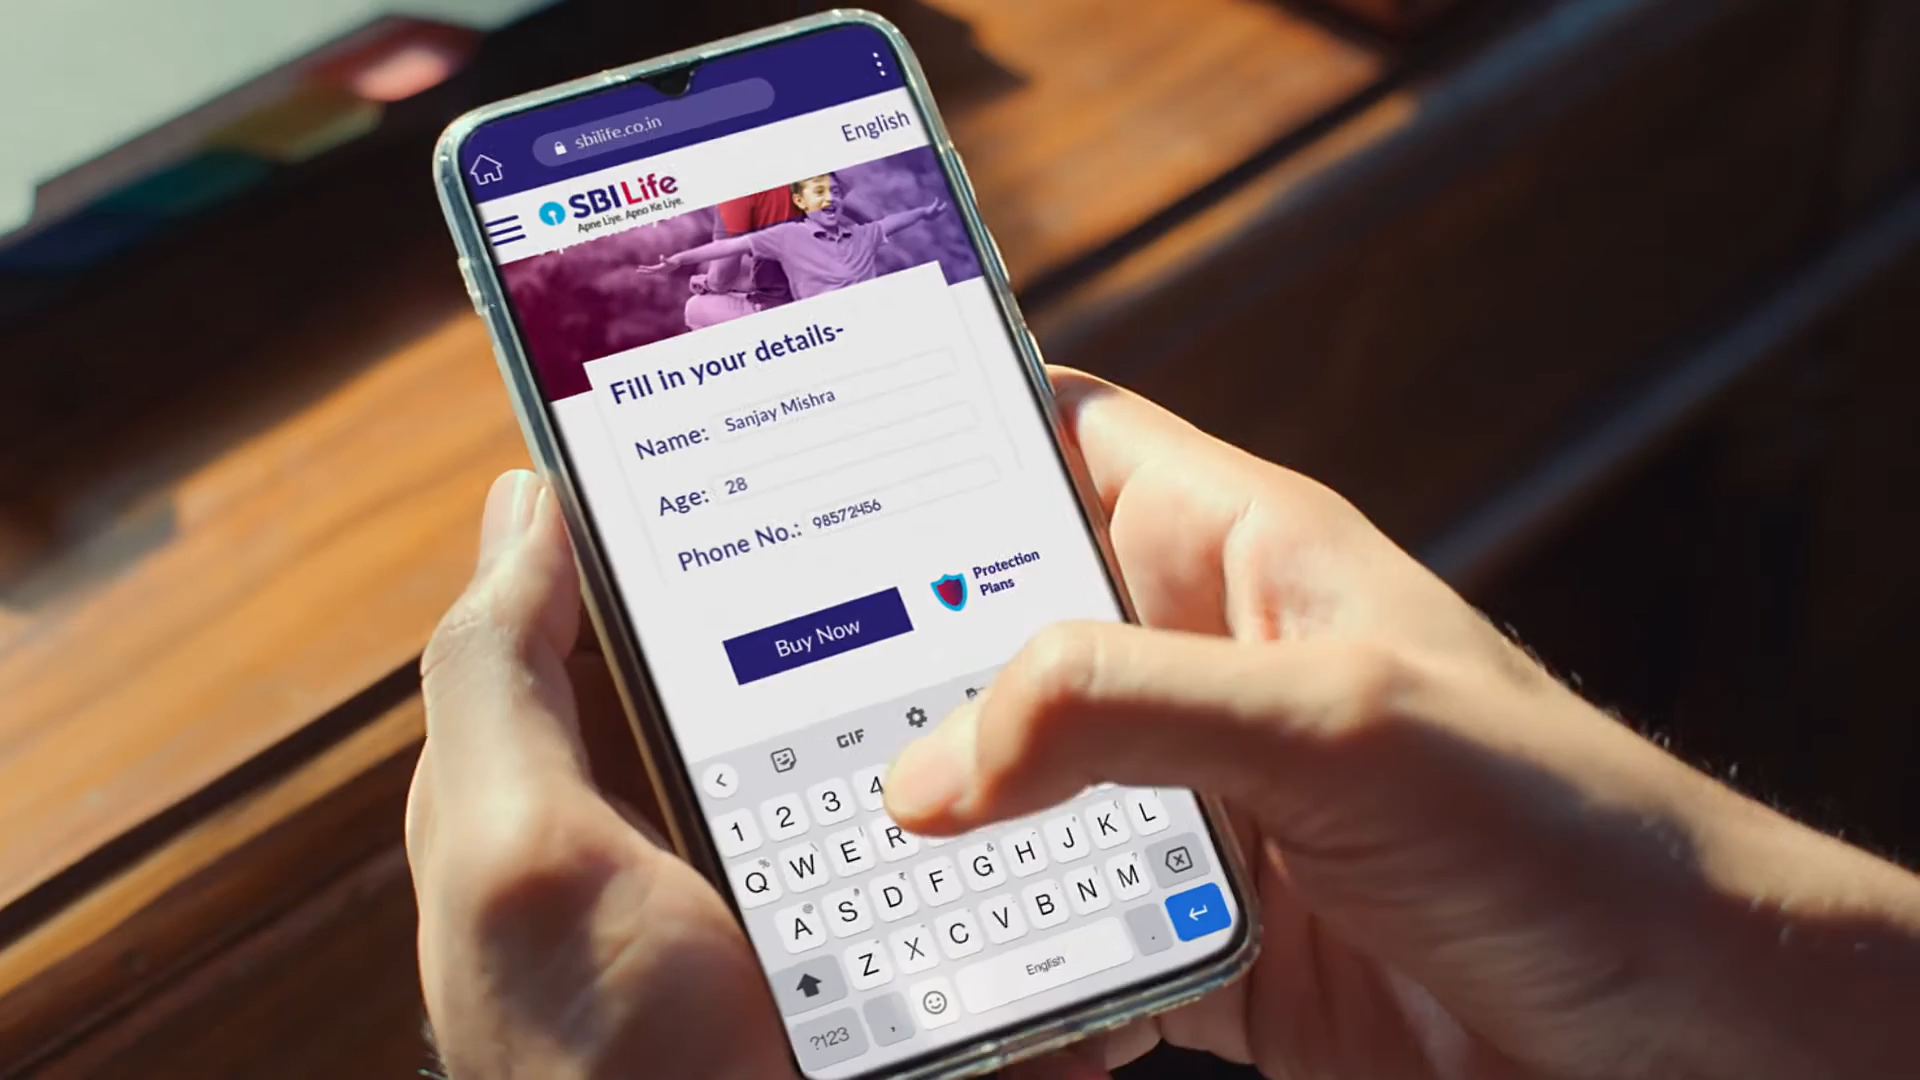 sbilife.co.in
English
SBI Life
Apne Liye. Apno Ke Liye.
Fill in your details-
Name: Sanjay Mishra
Age: 28
Phone No.: 98572456
Buy Now
Protection
Plans
GIF
1 2 3 4
Q W E R
A S D F G H J K L
Z X C V B N M
?123 , English .